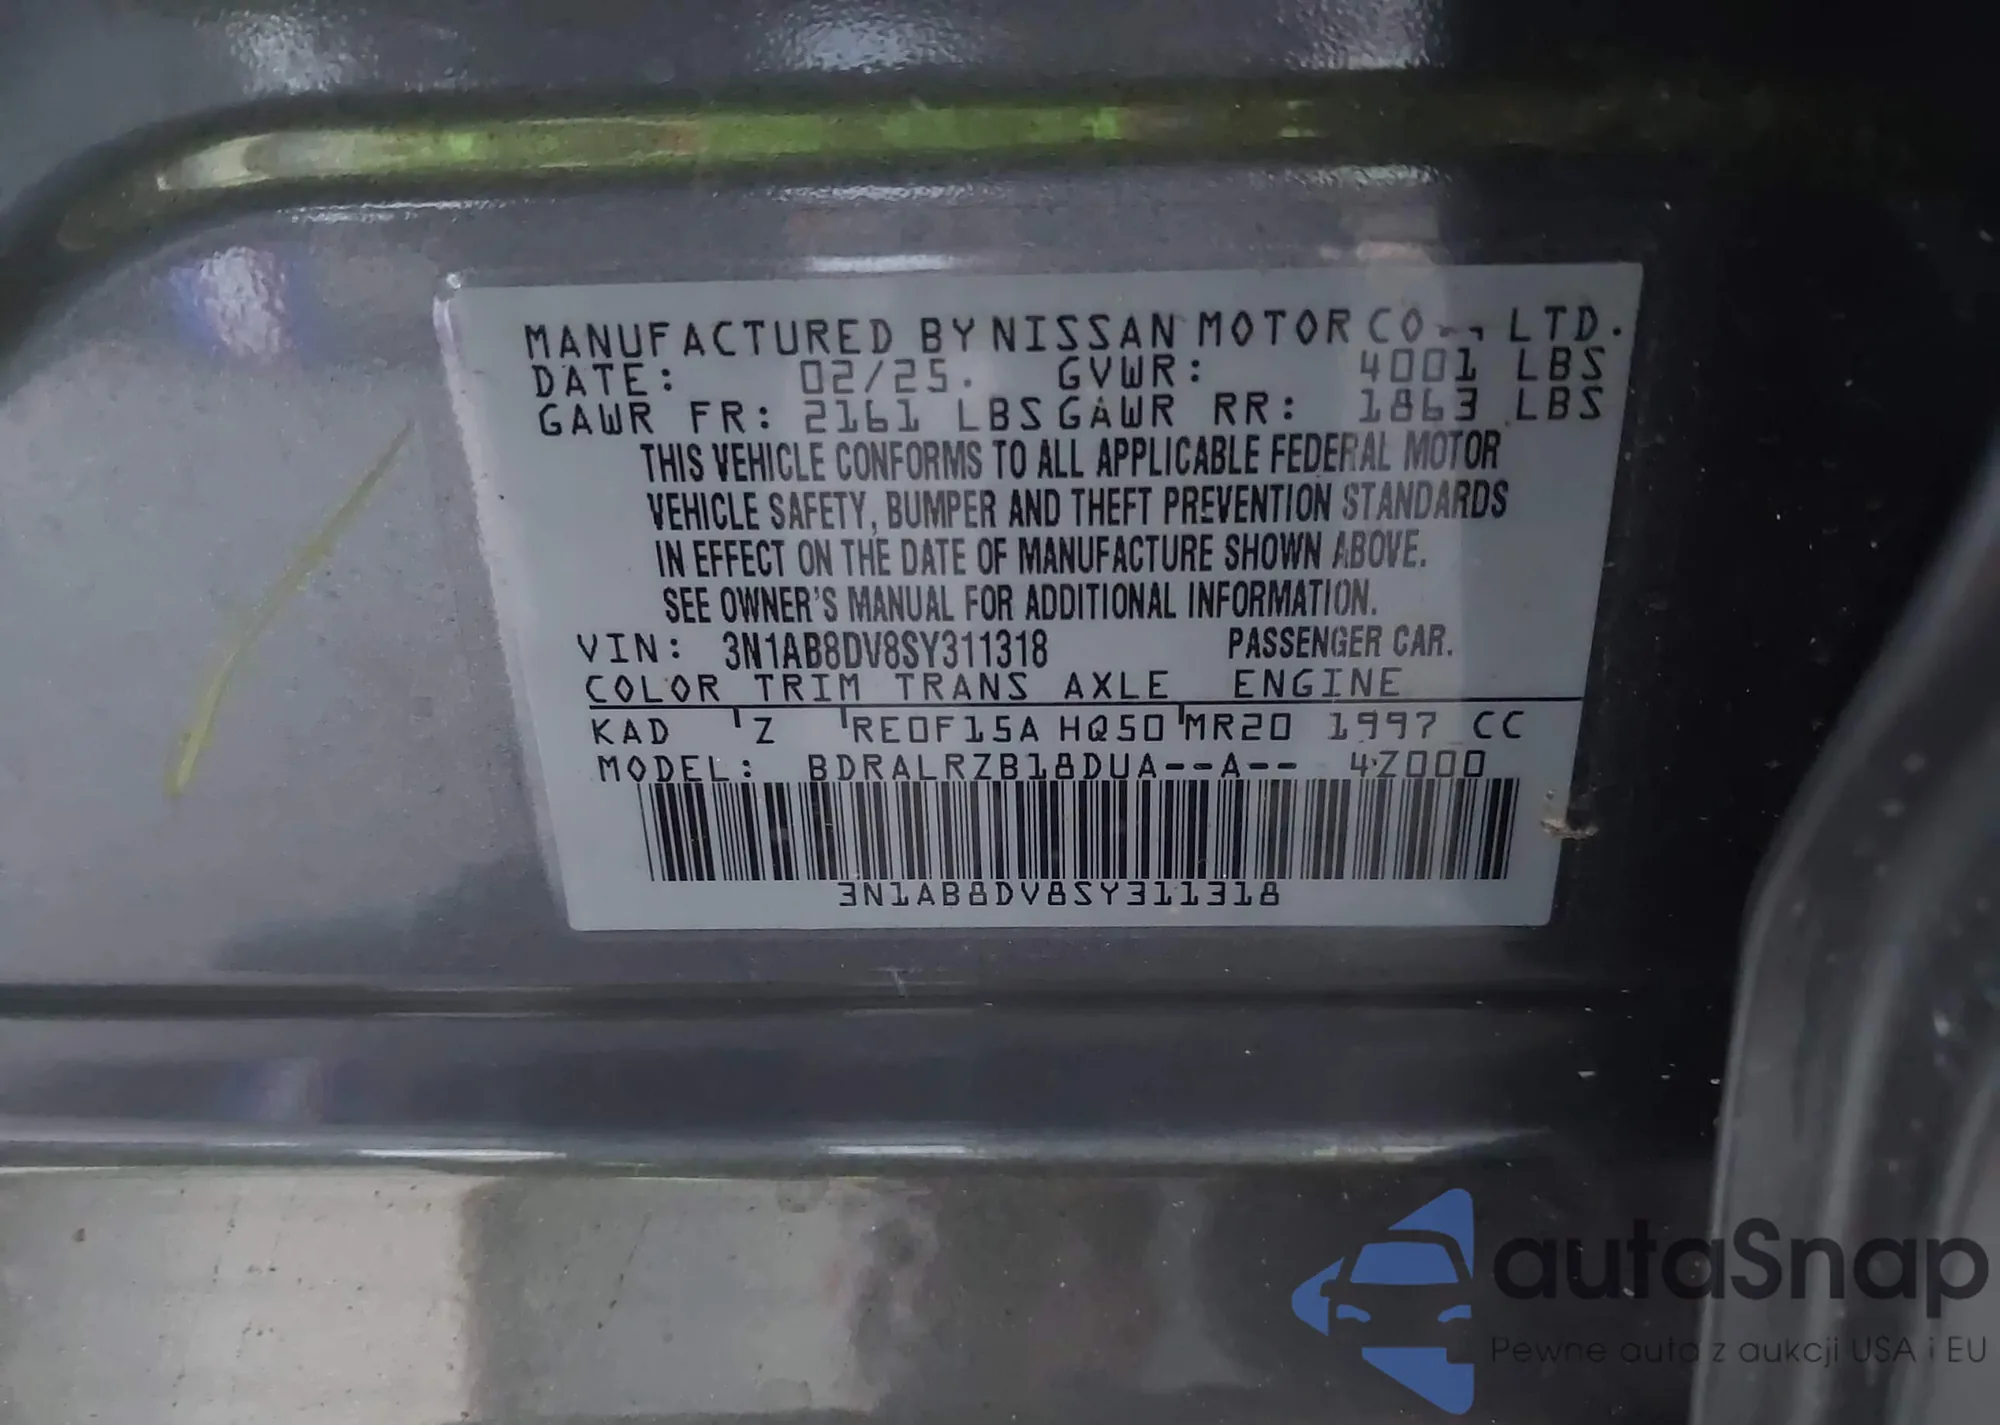 MANUFACTURED BY NISSAN MOTOR CO., LTD.
DATE: 02/25. GVWR: 4001 LBS
GAWR FR: 2161 LBS GAWR RR: 1863 LBS
THIS VEHICLE CONFORMS TO ALL APPLICABLE FEDERAL MOTOR
VEHICLE SAFETY, BUMPER AND THEFT PREVENTION STANDARDS
IN EFFECT ON THE DATE OF MANUFACTURE SHOWN ABOVE.
SEE OWNER'S MANUAL FOR ADDITIONAL INFORMATION.
VIN: 3N1AB8DV8SY311318 PASSENGER CAR.
COLOR TRIM TRANS AXLE ENGINE
KAD Z RE0F15A HQ50 MR20 1997 CC
MODEL: BDRALRZB18DUA--A-- 4Z000
3N1AB8DV8SY311318
autaSnap
Pewne auta z aukcji USA i EU